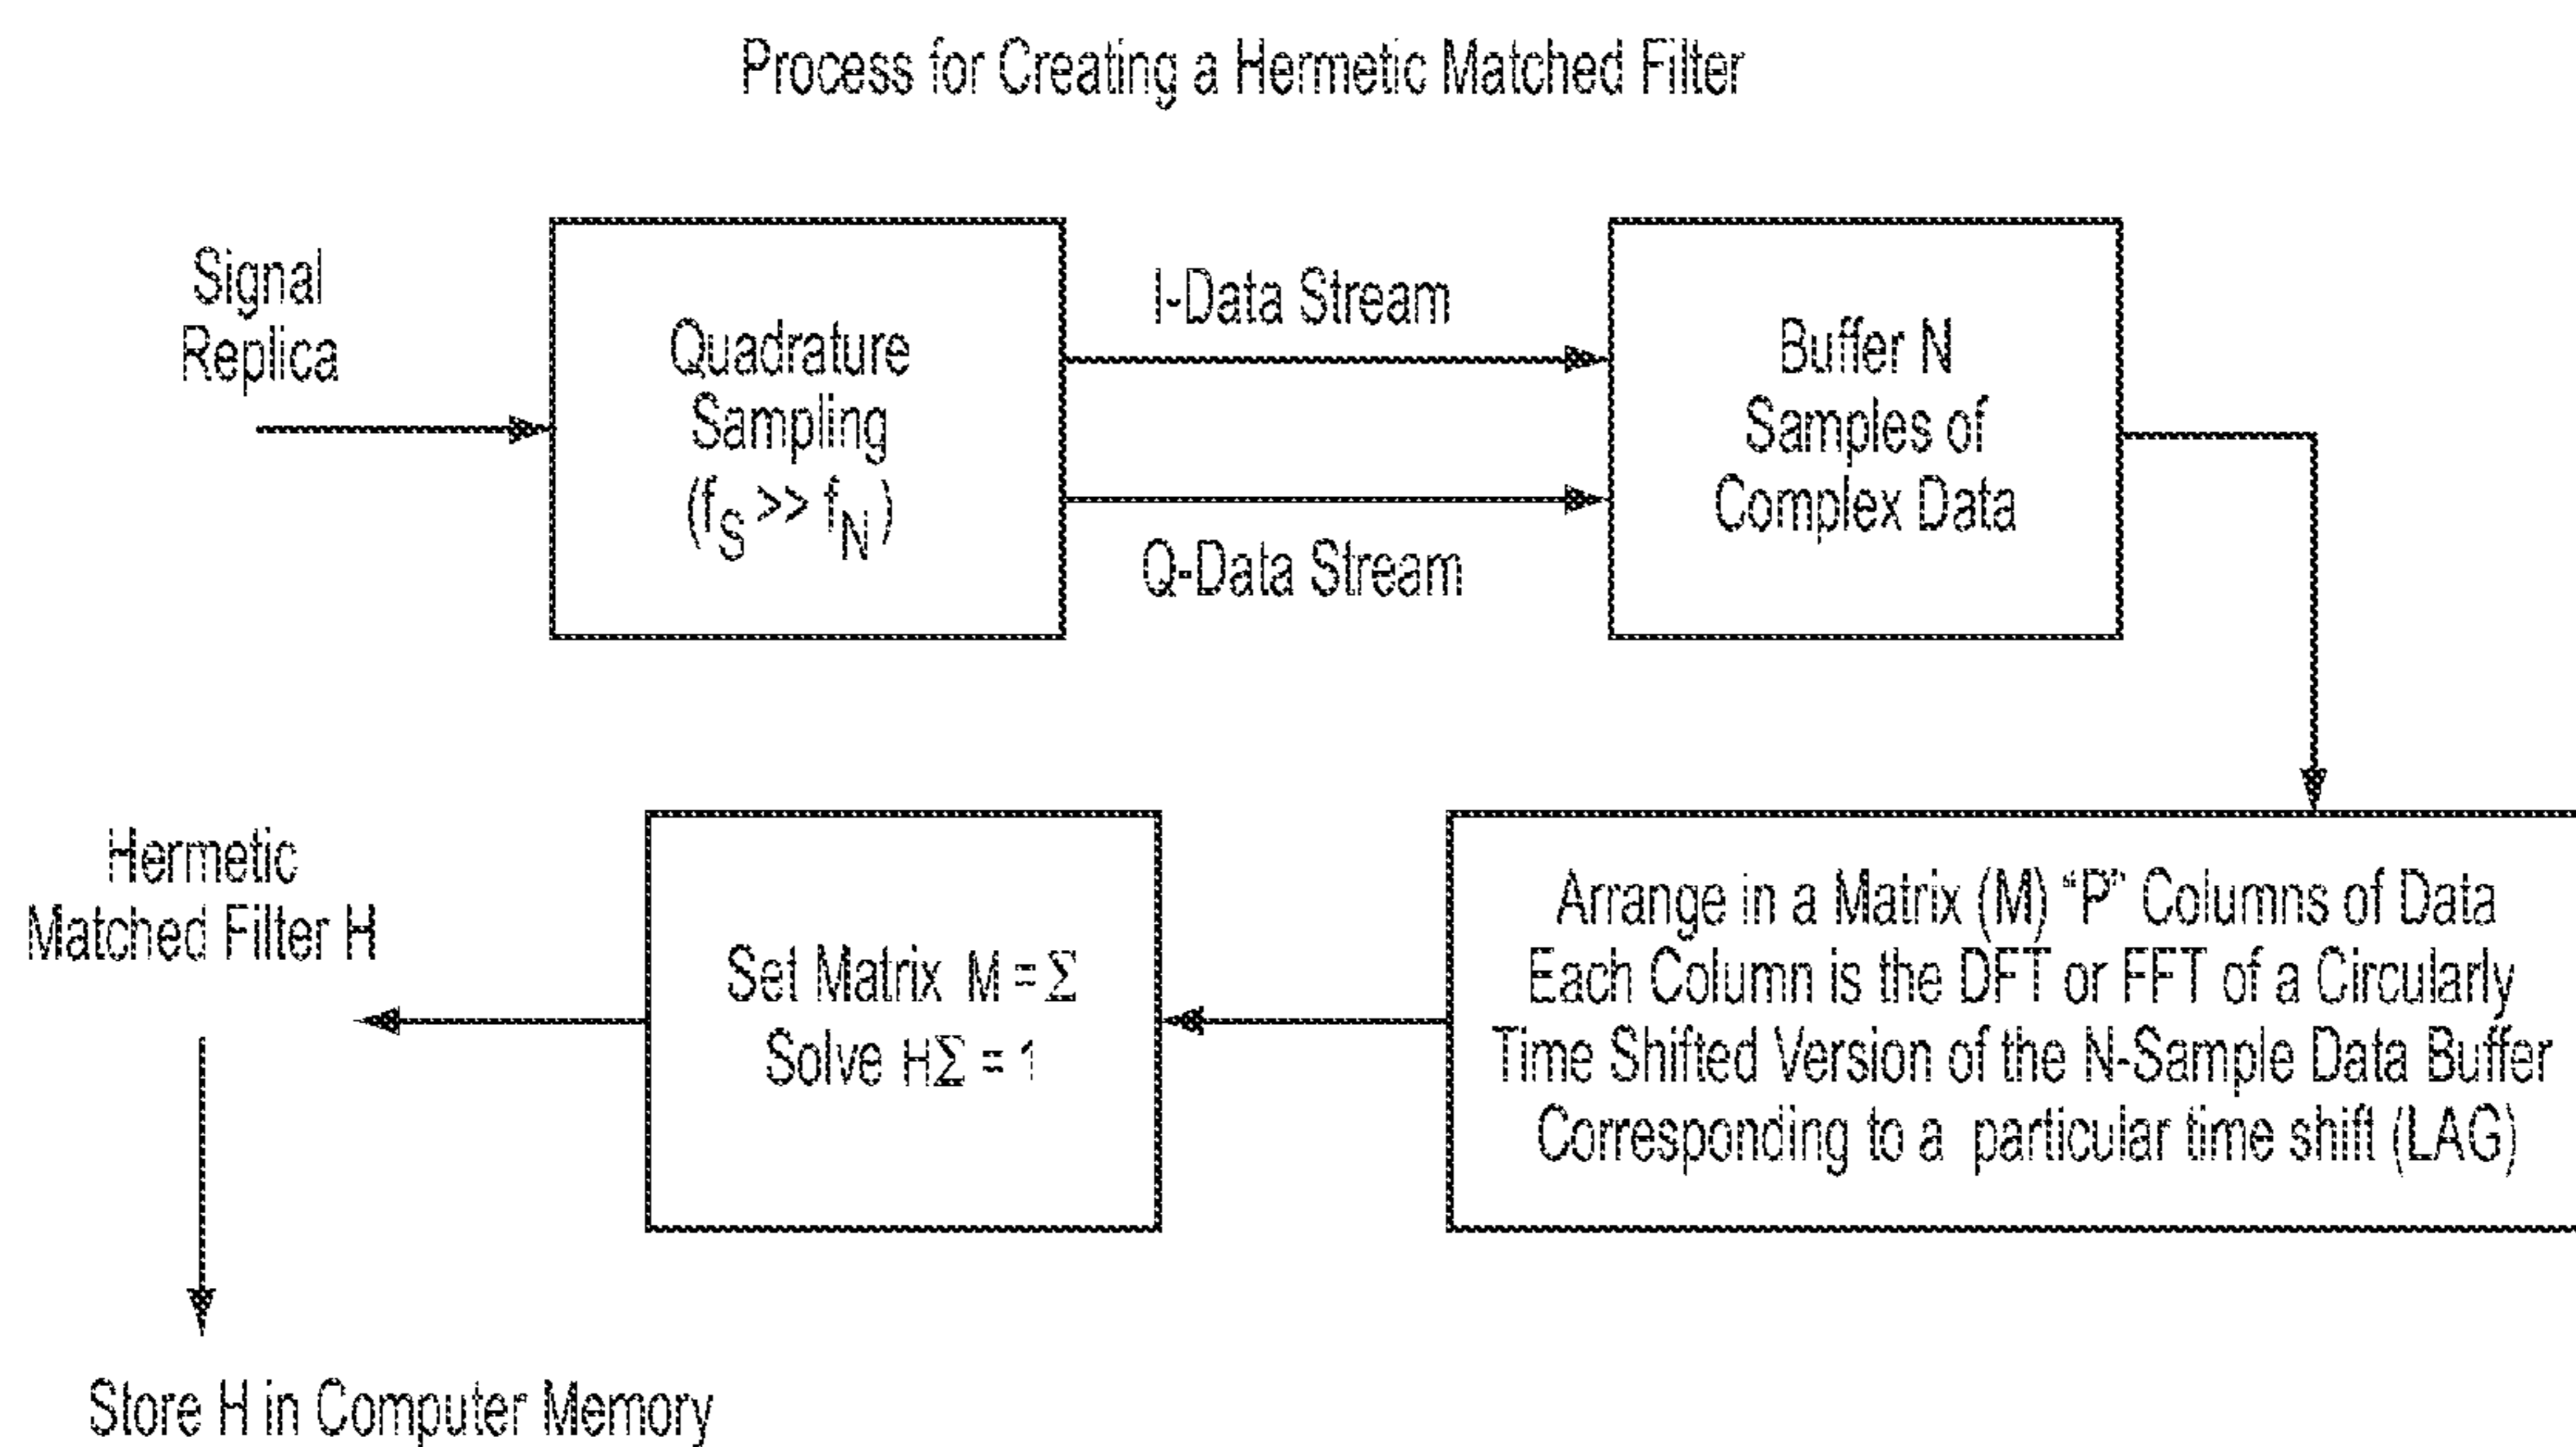 Process for Creating a Hermetic Matched Filter
Signal
Replica
Quadrature
Sampling
(fS >> fN)
I-Data Stream
Q-Data Stream
Buffer N
Samples of
Complex Data
Arrange in a Matrix (M) “P” Columns of Data
Each Column is the DFT or FFT of a Circularly
Time Shifted Version of the N-Sample Data Buffer
Corresponding to a particular time shift (LAG)
Set Matrix M = Σ
Solve HΣ = 1
Hermetic
Matched Filter H
Store H in Computer Memory